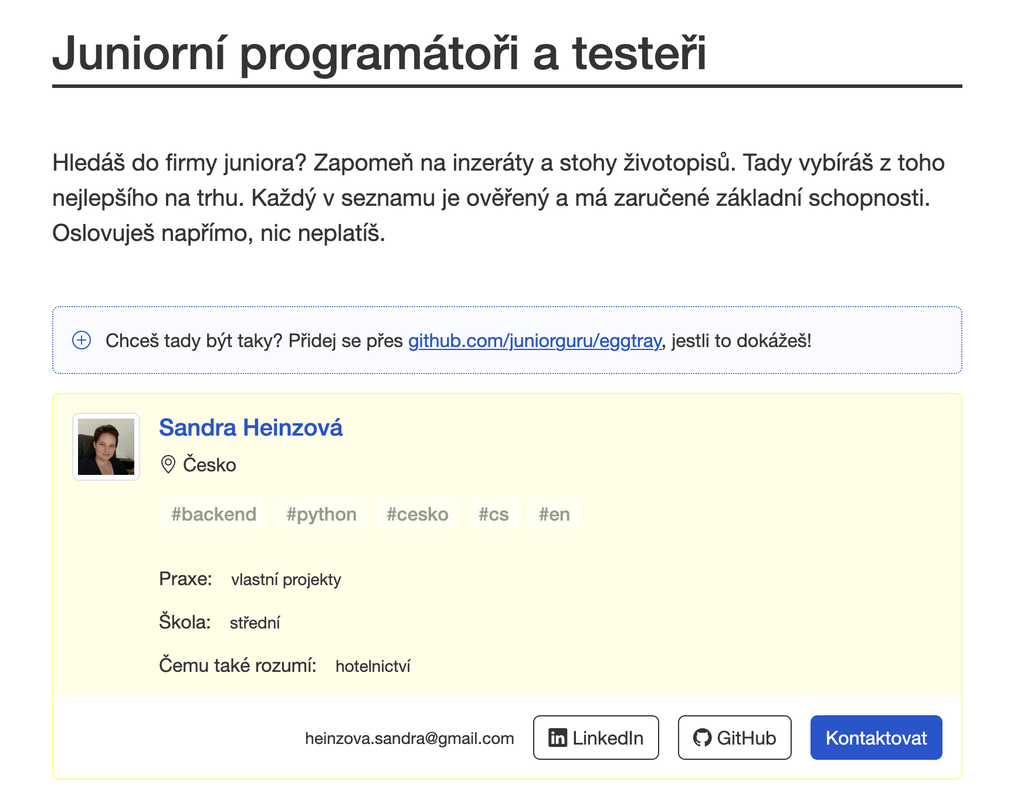 Juniorní programátoři a testeři
Hledáš do firmy juniora? Zapomeň na inzeráty a stohy životopisů. Tady vybíráš z toho
nejlepšího na trhu. Každý v seznamu je ověřený a má zaručené základní schopnosti.
Oslovuješ napřímo, nic neplatíš.
Chceš tady být taky? Přidej se přes github.com/juniorguru/eggtray, jestli to dokážeš!
Sandra Heinzová
Česko
#backend #python #cesko #cs #en
Praxe: vlastní projekty
Škola: střední
Čemu také rozumí: hotelnictví
heinzova.sandra@gmail.com LinkedIn GitHub Kontaktovat